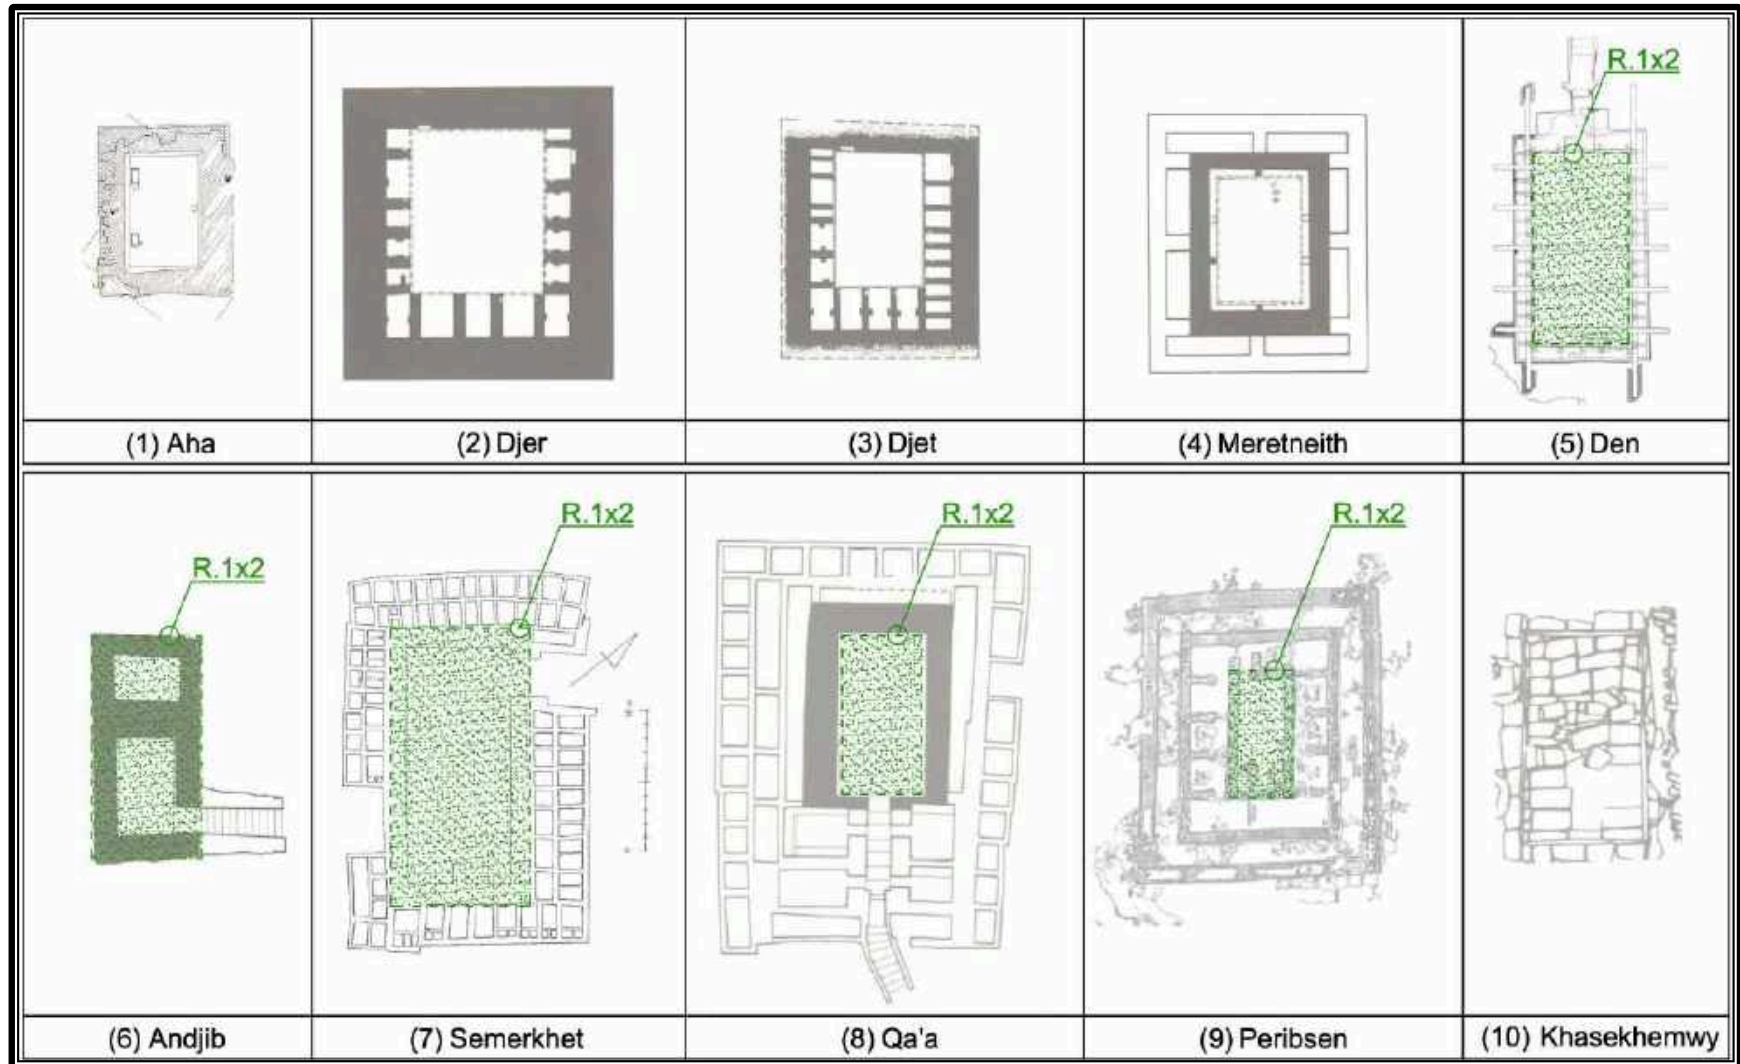 R.1x2
(1) Aha
(2) Djer
(3) Djet
(4) Meretneith
(5) Den
R.1x2
R.1x2
R.1x2
R.1x2
(6) Andjib
(7) Semerkhet
(8) Qa'a
(9) Peribsen
(10) Khasekhemwy